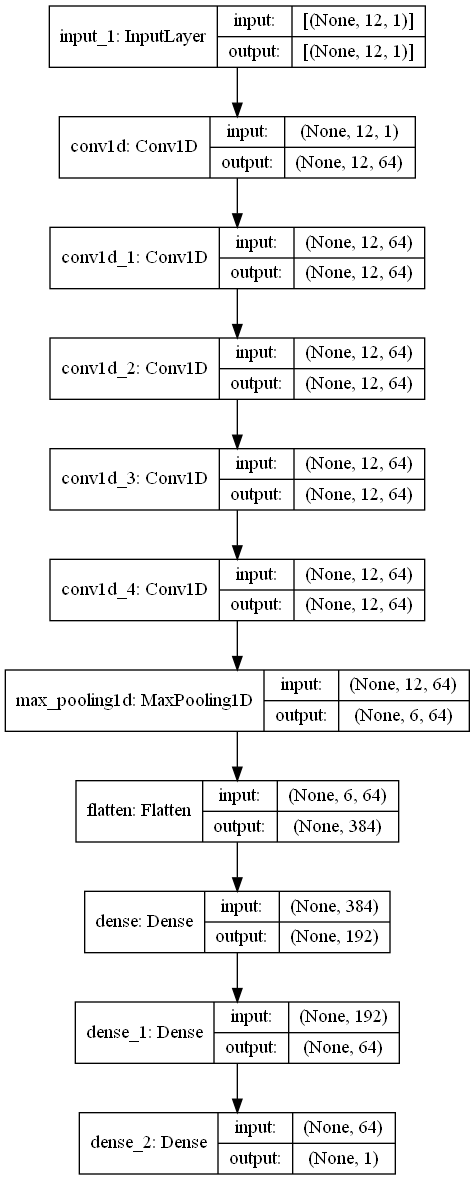 input_1: InputLayer
input:
[(None, 12, 1)]
output:
[(None, 12, 1)]
conv1d: Conv1D
input:
(None, 12, 1)
output:
(None, 12, 64)
conv1d_1: Conv1D
input:
(None, 12, 64)
output:
(None, 12, 64)
conv1d_2: Conv1D
input:
(None, 12, 64)
output:
(None, 12, 64)
conv1d_3: Conv1D
input:
(None, 12, 64)
output:
(None, 12, 64)
conv1d_4: Conv1D
input:
(None, 12, 64)
output:
(None, 12, 64)
max_pooling1d: MaxPooling1D
input:
(None, 12, 64)
output:
(None, 6, 64)
flatten: Flatten
input:
(None, 6, 64)
output:
(None, 384)
dense: Dense
input:
(None, 384)
output:
(None, 192)
dense_1: Dense
input:
(None, 192)
output:
(None, 64)
dense_2: Dense
input:
(None, 64)
output:
(None, 1)